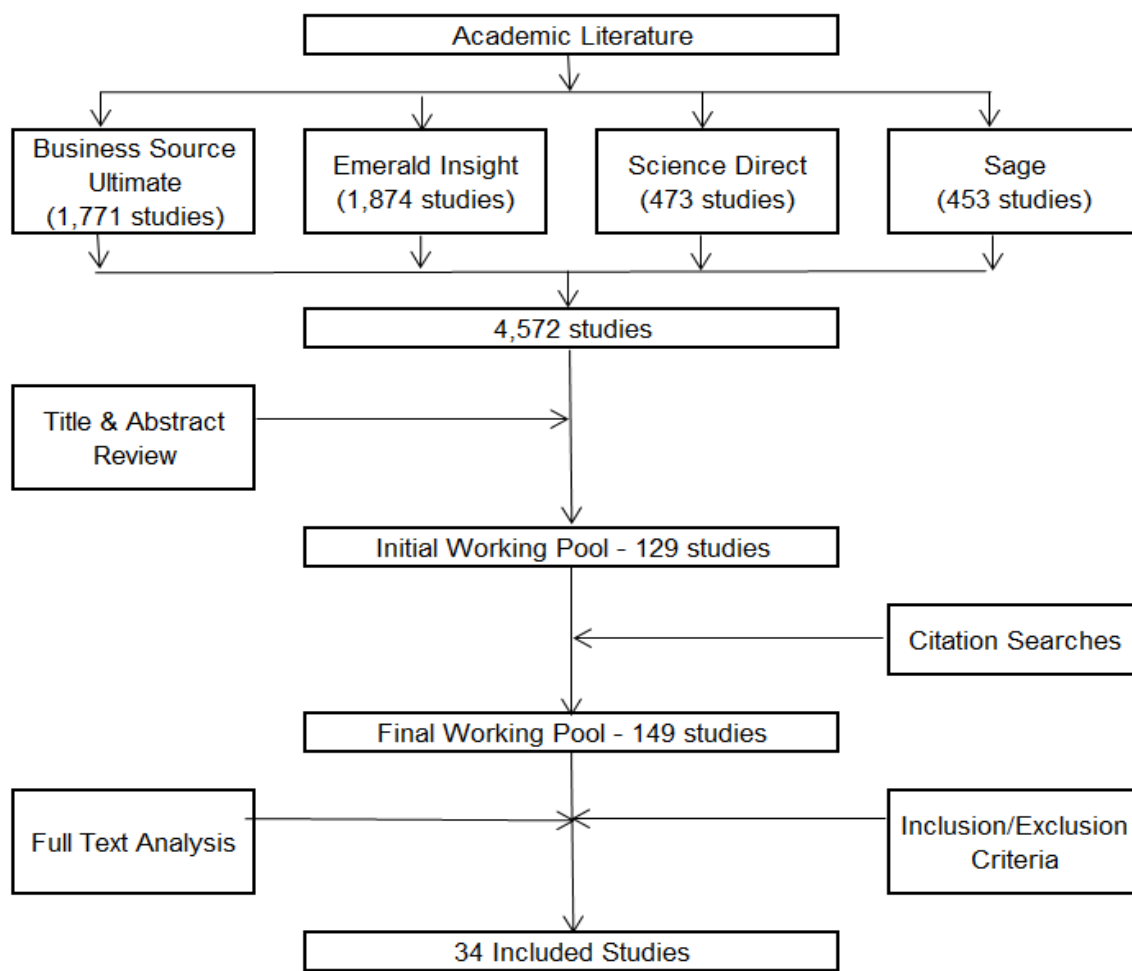 Academic Literature
Business Source
Ultimate
(1,771 studies)
Emerald Insight
(1,874 studies)
Science Direct
(473 studies)
Sage
(453 studies)
4,572 studies
Title & Abstract
Review
Initial Working Pool - 129 studies
Citation Searches
Final Working Pool - 149 studies
Full Text Analysis
Inclusion/Exclusion
Criteria
34 Included Studies